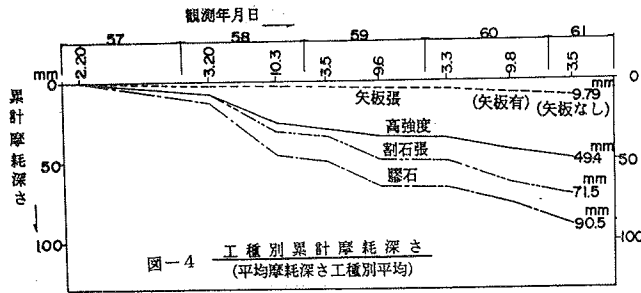 観測年月日
57 58 59 60 61
-2.20 3.20 -10.3 -3.5 -9.6 -3.3 -9.8 -3.5
mm 0
0 mm
矢板張 (矢板有) 9.79 (矢板なし)
累計摩耗深さ
高強度
割石張 49.4
50 50
膠石 mm
71.5
mm
90.5
100 100
図-4 工種別累計摩耗深さ
(平均摩耗深さ工種別平均)